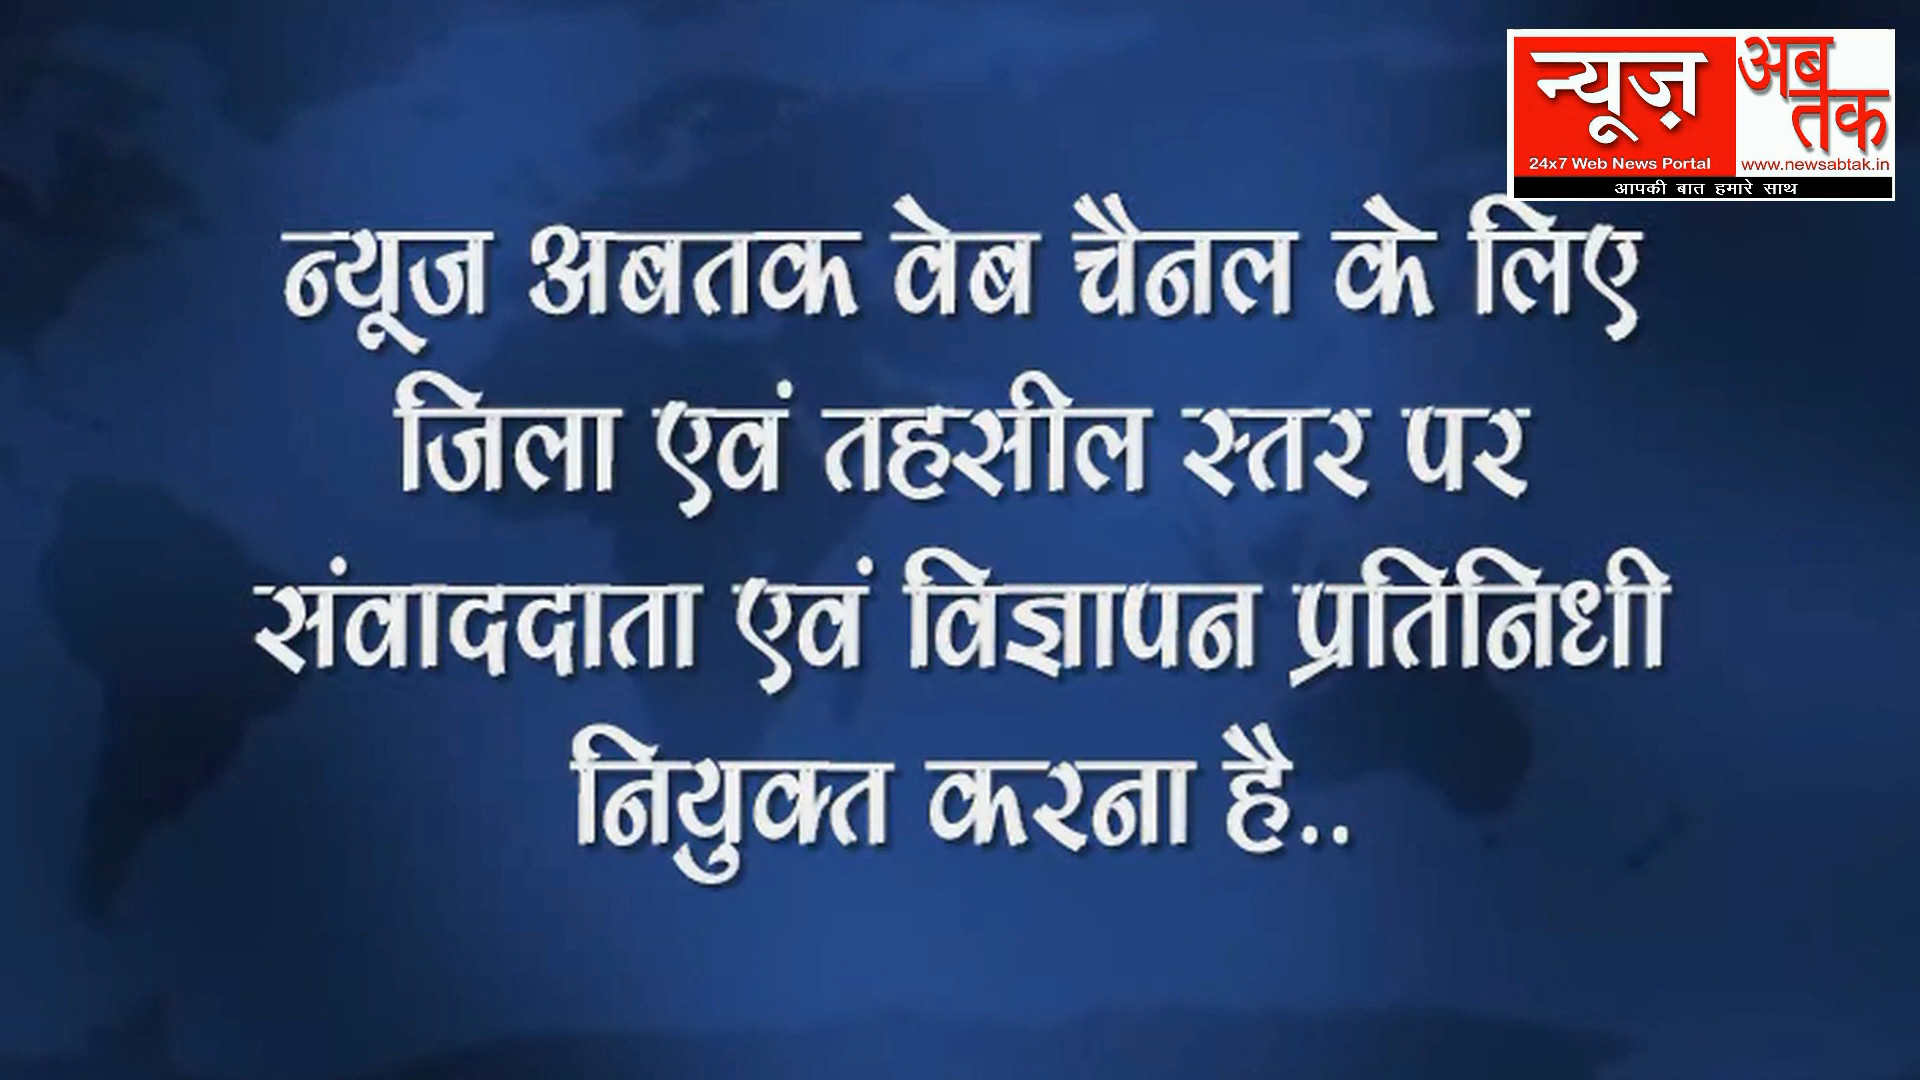 न्यूज़
अब
तक
24x7 Web News Portal
www.newsabtak.in
आपकी बात हमारे साथ
न्यूज अबतक वेब चैनल के लिए
जिला एवं तहसील स्तर पर
संवाददाता एवं विज्ञापन प्रतिनिधी
नियुक्त करना है..